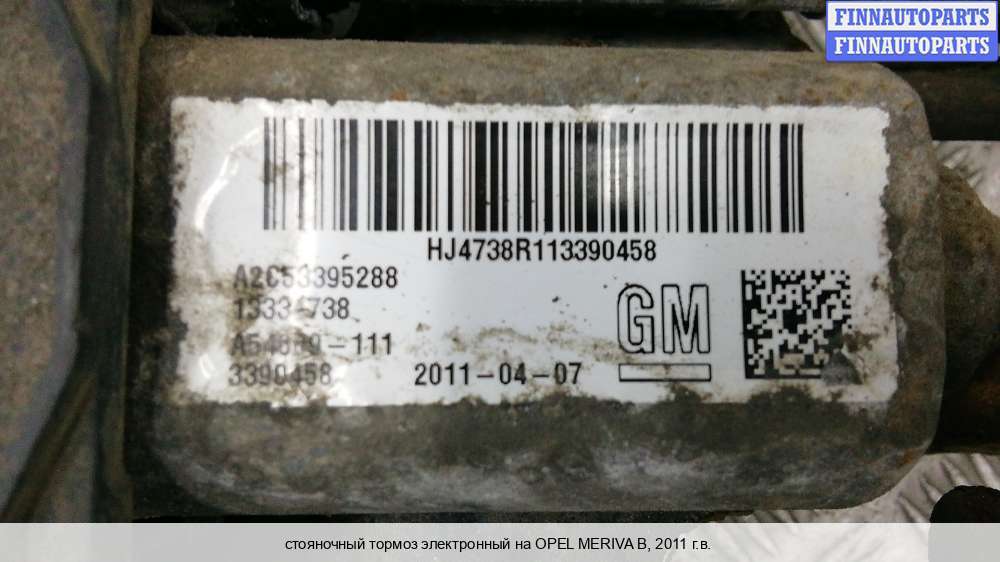 FINNAUTOPARTS
FINNAUTOPARTS
HJ4738R113390458
A2C53395288
3390458
2011-04-07
GM
стояночный тормоз электронный на OPEL MERIVA B, 2011 г.в.